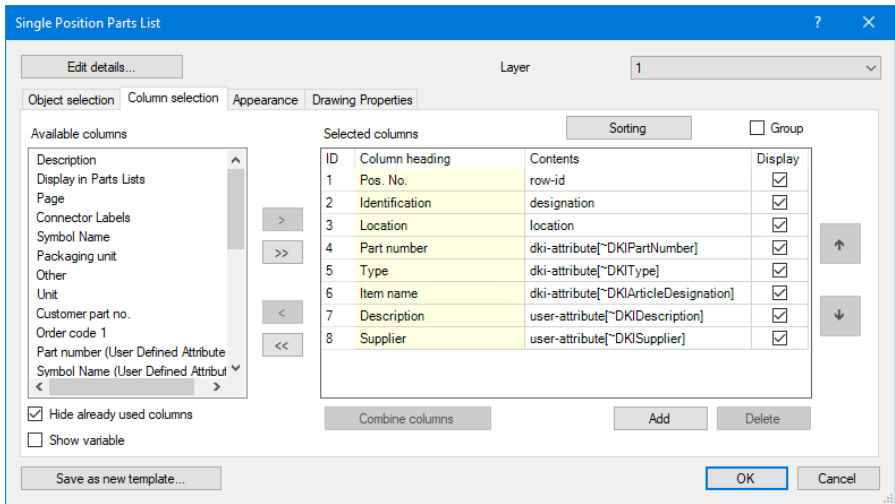 Single Position Parts List
Edit details...
Layer
1
Object selection
Column selection
Appearance
Drawing Properties
Available columns
Description
Display in Parts Lists
Page
Connector Labels
Symbol Name
Packaging unit
Other
Unit
Customer part no.
Order code 1
Part number (User Defined Attribute
Symbol Name (User Defined Attribut
Hide already used columns
Show variable
>
>>
<
<<
Selected columns
Sorting
Group
ID Column heading Contents Display
1 Pos. No. row-id
2 Identification designation
3 Location location
4 Part number dki-attribute[~DKIPartNumber]
5 Type dki-attribute[~DKIType]
6 Item name dki-attribute[~DKIArticleDesignation]
7 Description user-attribute[~DKIDescription]
8 Supplier user-attribute[~DKISupplier]
Combine columns
Add
Delete
Save as new template...
OK
Cancel